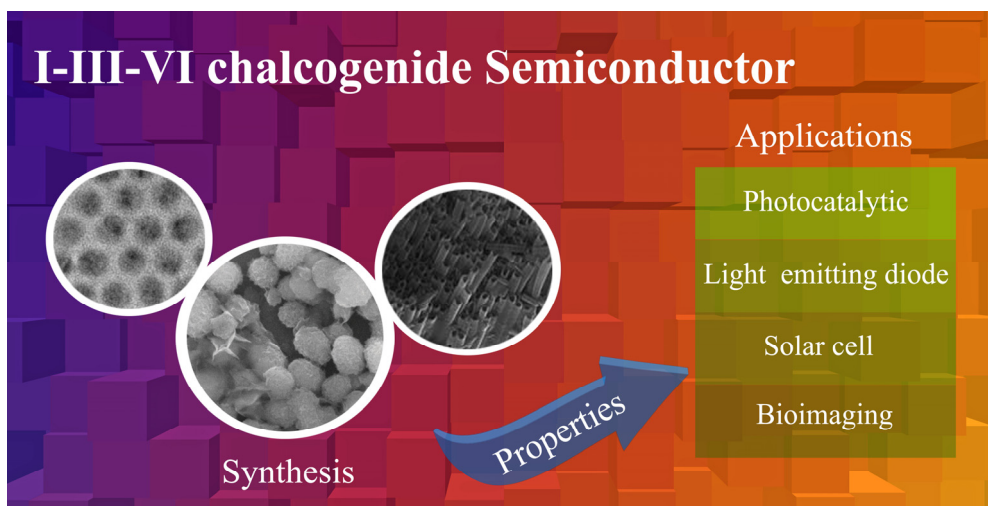 I-III-VI chalcogenide Semiconductor
Applications
Photocatalytic
Light emitting diode
Solar cell
Bioimaging
Properties
Synthesis